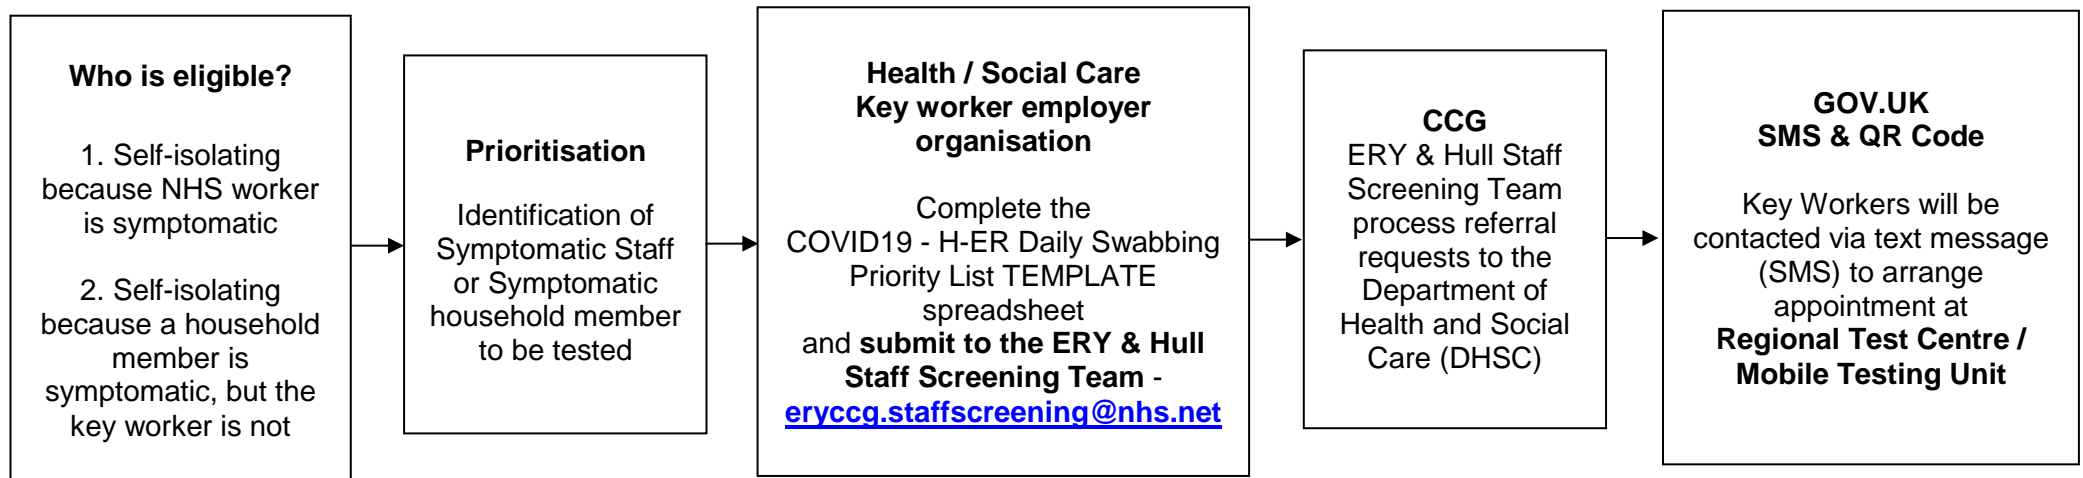 Who is eligible?
1. Self-isolating
because NHS worker
is symptomatic
2. Self-isolating
because a household
member is
symptomatic, but the
key worker is not
Prioritisation
Identification of
Symptomatic Staff
or Symptomatic
household member
to be tested
Health / Social Care
Key worker employer
organisation
Complete the
COVID19 - H-ER Daily Swabbing
Priority List TEMPLATE
spreadsheet
and submit to the ERY & Hull
Staff Screening Team -
eryccg.staffscreening@nhs.net
CCG
ERY & Hull Staff
Screening Team
process referral
requests to the
Department of
Health and Social
Care (DHSC)
GOV.UK
SMS & QR Code
Key Workers will be
contacted via text message
(SMS) to arrange
appointment at
Regional Test Centre /
Mobile Testing Unit